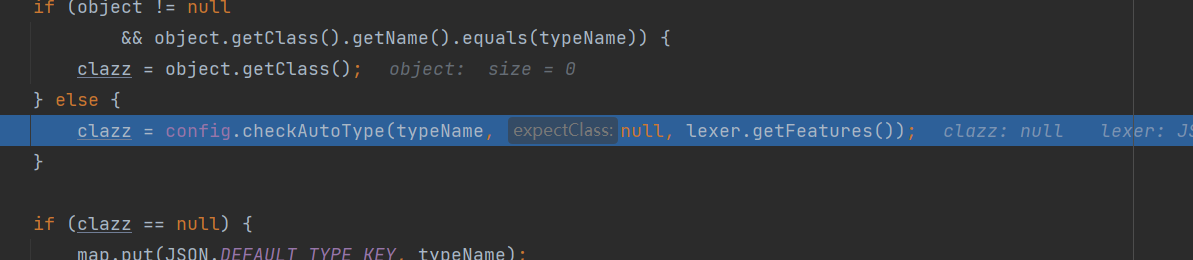 if (object != null
&& object.getClass().getName().equals(typeName)) {
clazz = object.getClass(); object: size = 0
} else {
clazz = config.checkAutoType(typeName, expectClass: null, lexer.getFeatures()); clazz: null lexer: JS
}
if (clazz == null) {
map.put(JSON.DEFAULT_TYPE_KEY, typeName);